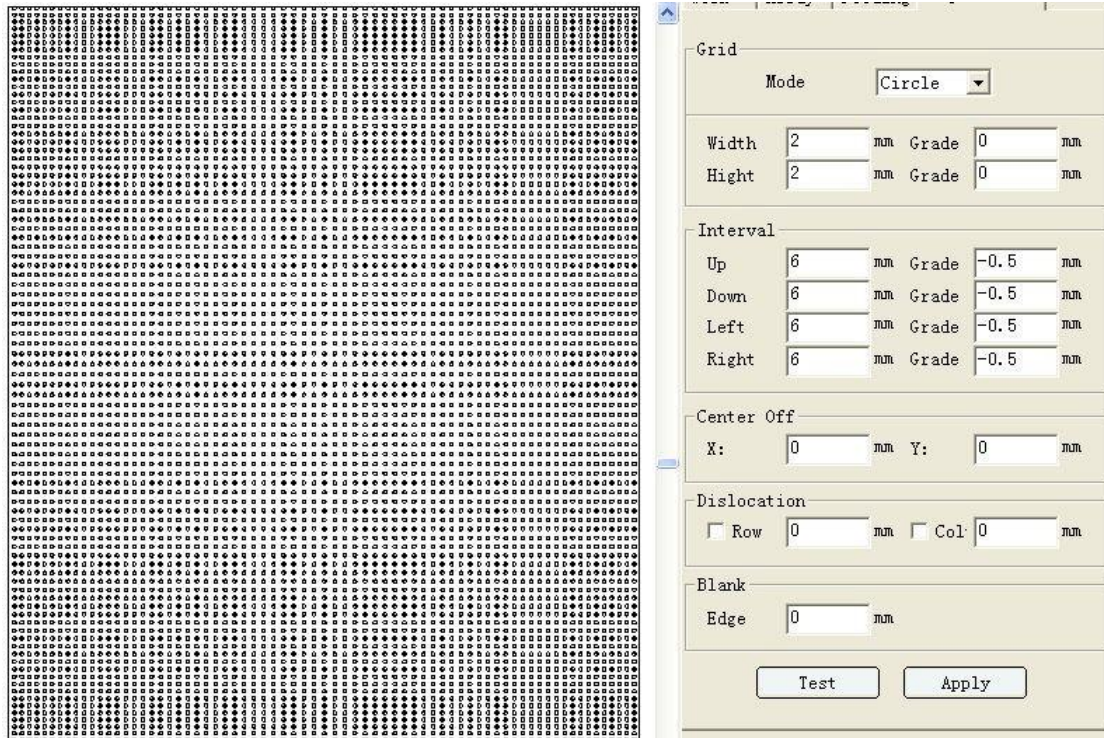 Grid
Mode Circle
Width 2 mm Grade 0 mm
Hight 2 mm Grade 0 mm
Interval
Up 6 mm Grade -0.5 mm
Down 6 mm Grade -0.5 mm
Left 6 mm Grade -0.5 mm
Right 6 mm Grade -0.5 mm
Center Off
X: 0 mm Y: 0 mm
Dislocation
Row 0 mm Col 0 mm
Blank
Edge 0 mm
Test Apply